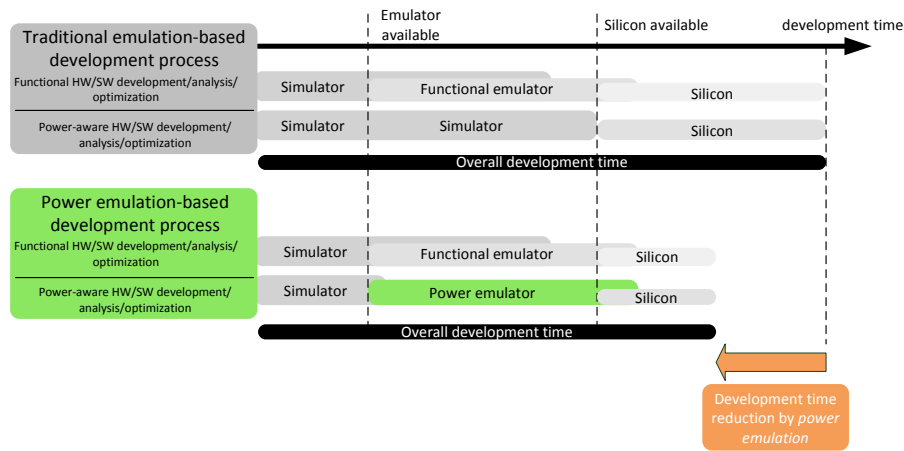 Emulator
available
Silicon available
development time
Traditional emulation-based
development process
Functional HW/SW development/analysis/
optimization
Simulator
Functional emulator
Silicon
Power-aware HW/SW development/
analysis/optimization
Simulator
Simulator
Silicon
Overall development time
Power emulation-based
development process
Functional HW/SW development/analysis/
optimization
Simulator
Functional emulator
Silicon
Power-aware HW/SW development/
analysis/optimization
Simulator
Power emulator
Silicon
Overall development time
Development time
reduction by power
emulation